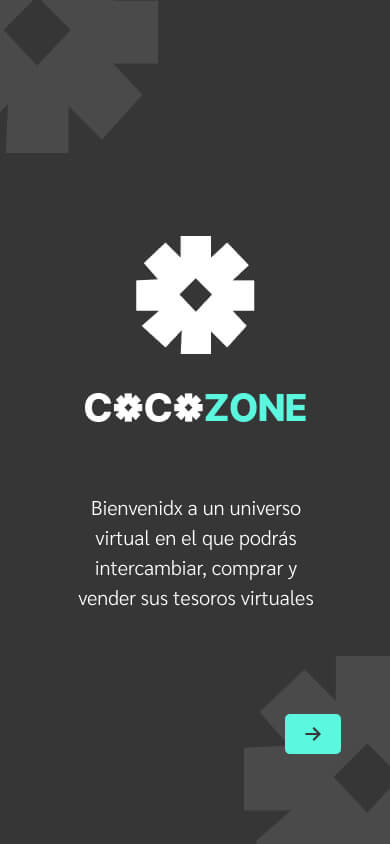 COCOZONE
Bienvenidx a un universo
virtual en el que podrás
intercambiar, comprar y
vender sus tesoros virtuales